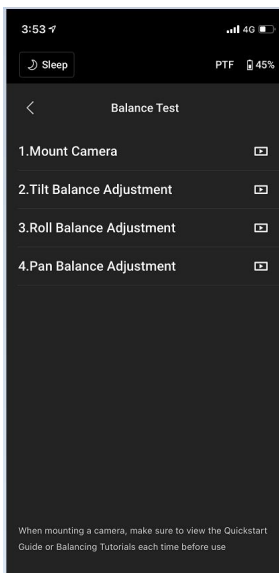 3:53
4G
Sleep PTF 45%
Balance Test
1.Mount Camera
2.Tilt Balance Adjustment
3.Roll Balance Adjustment
4.Pan Balance Adjustment
When mounting a camera, make sure to view the Quickstart
Guide or Balancing Tutorials each time before use